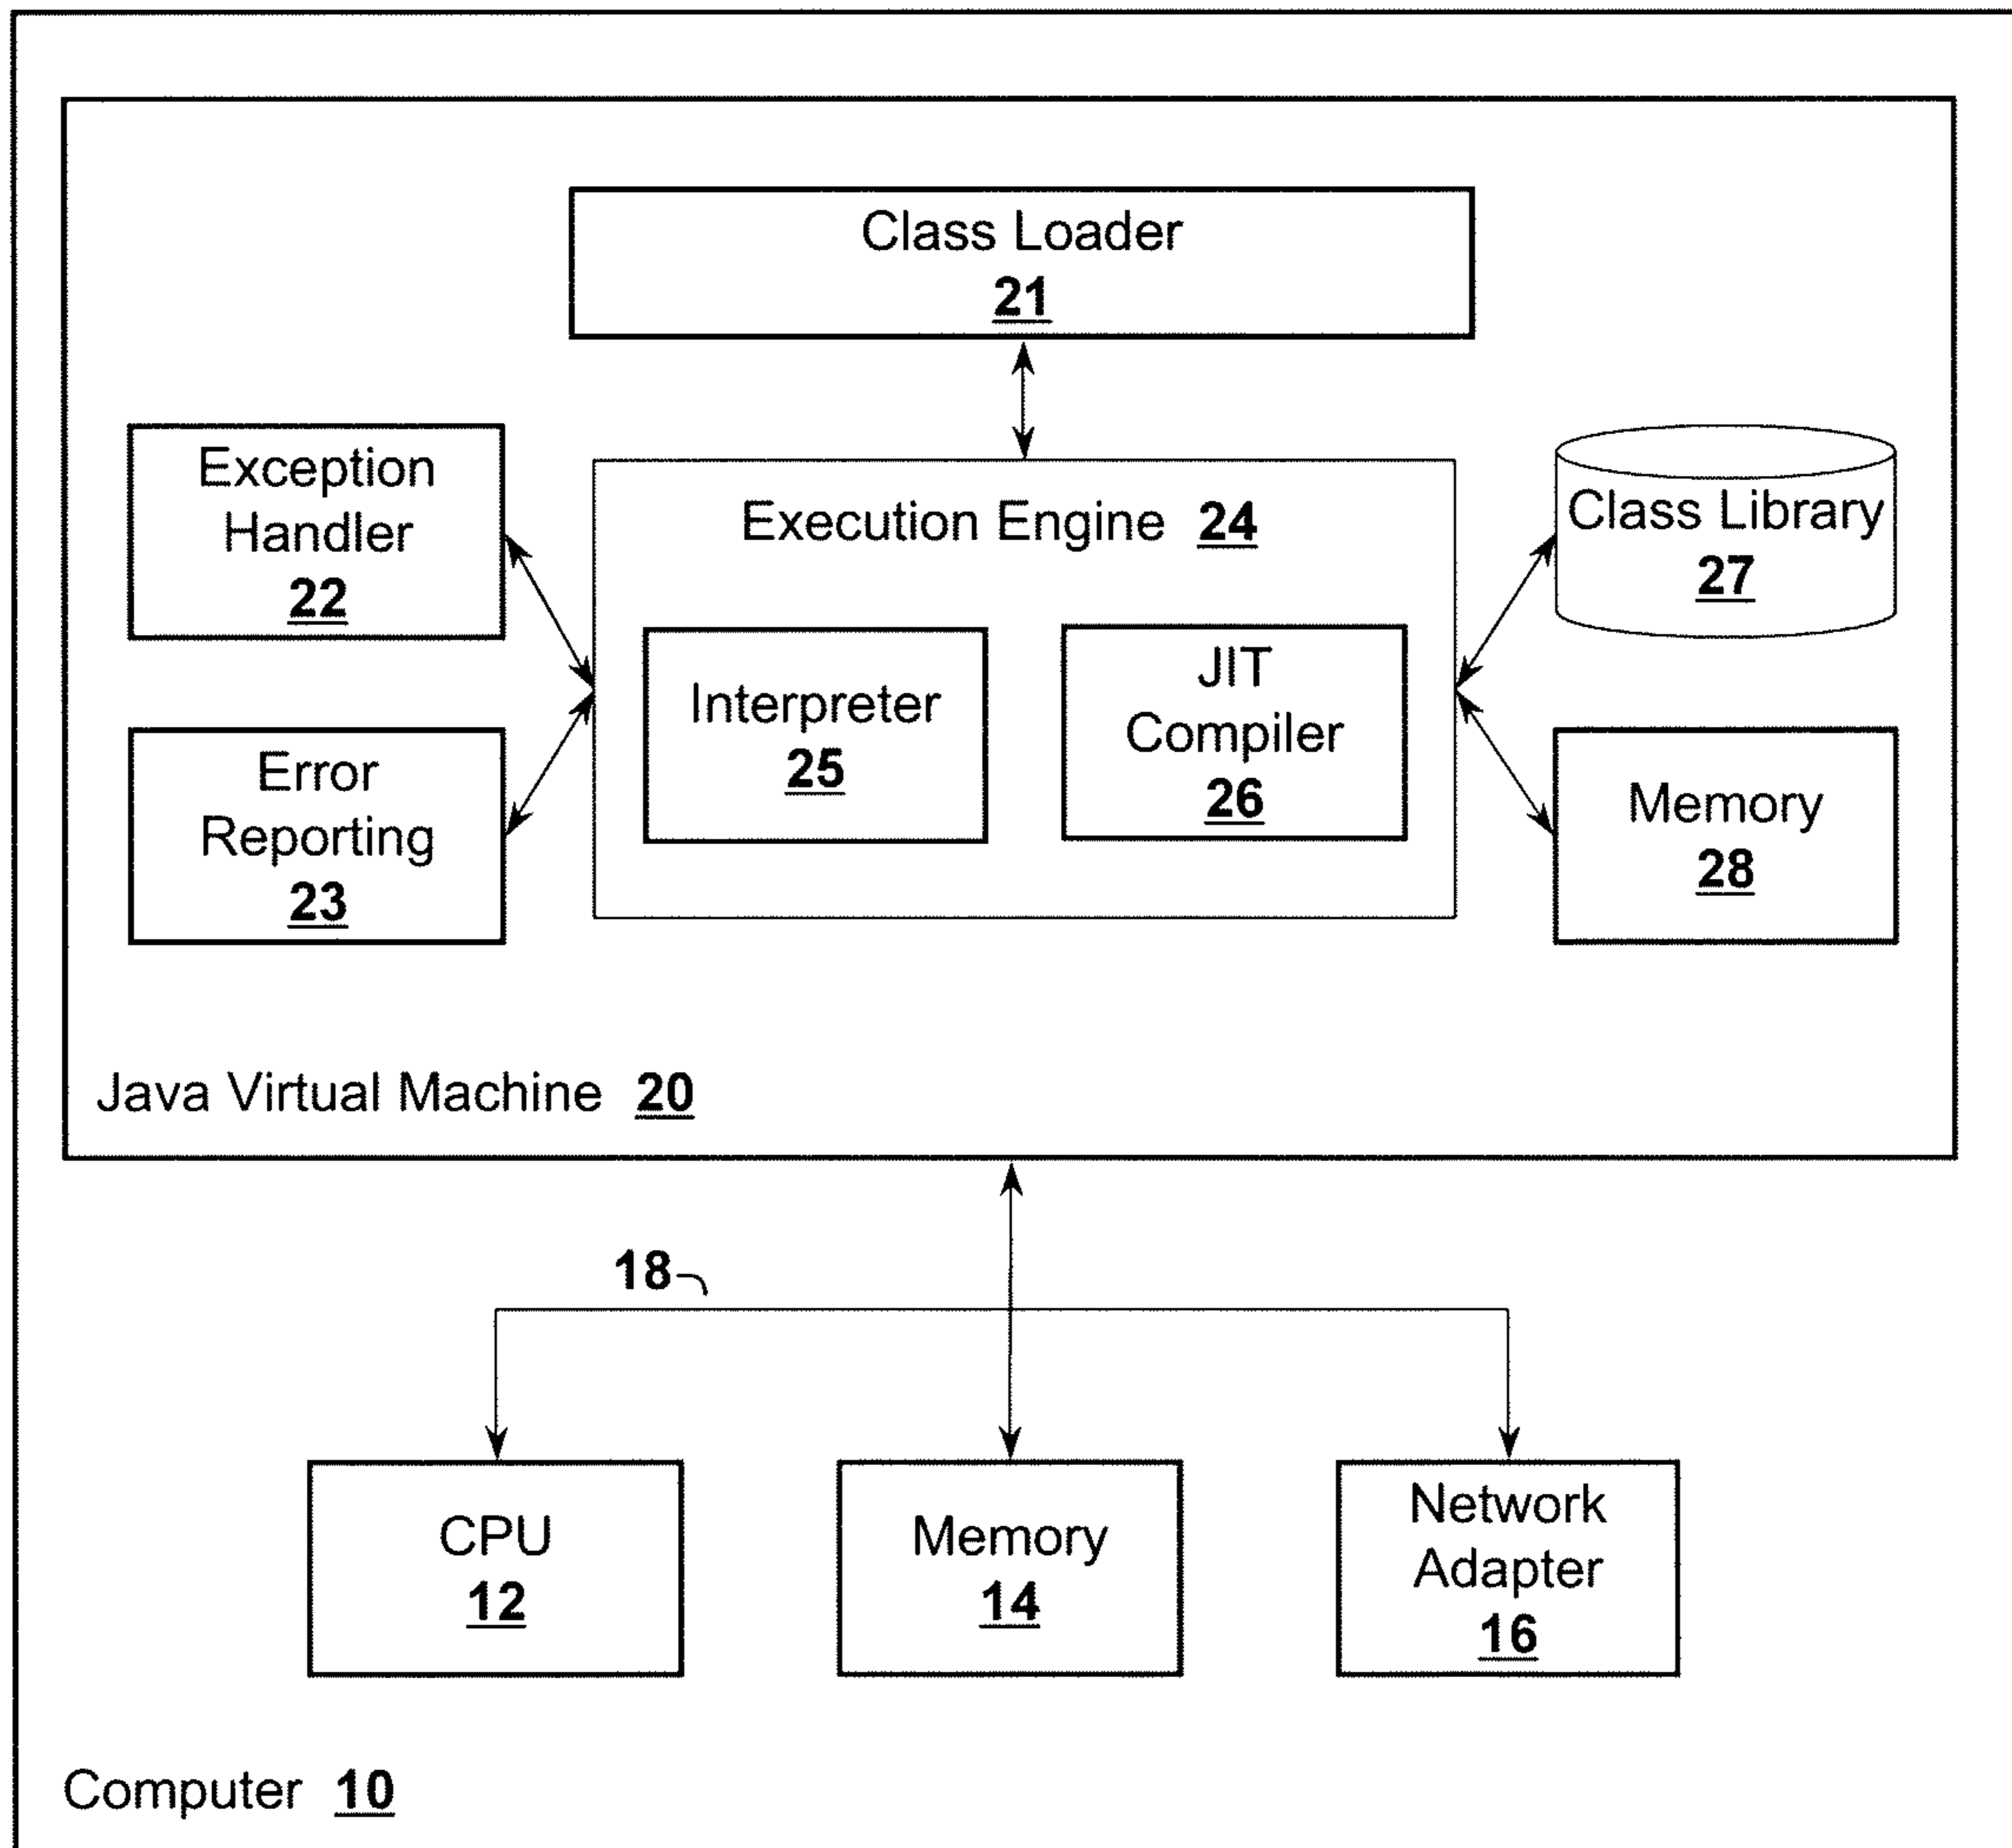 Class Loader
21
Exception
Handler
22
Execution Engine 24
Class Library
27
Interpreter
25
JIT
Compiler
26
Error
Reporting
23
Memory
28
Java Virtual Machine 20
18
CPU
12
Memory
14
Network
Adapter
16
Computer 10